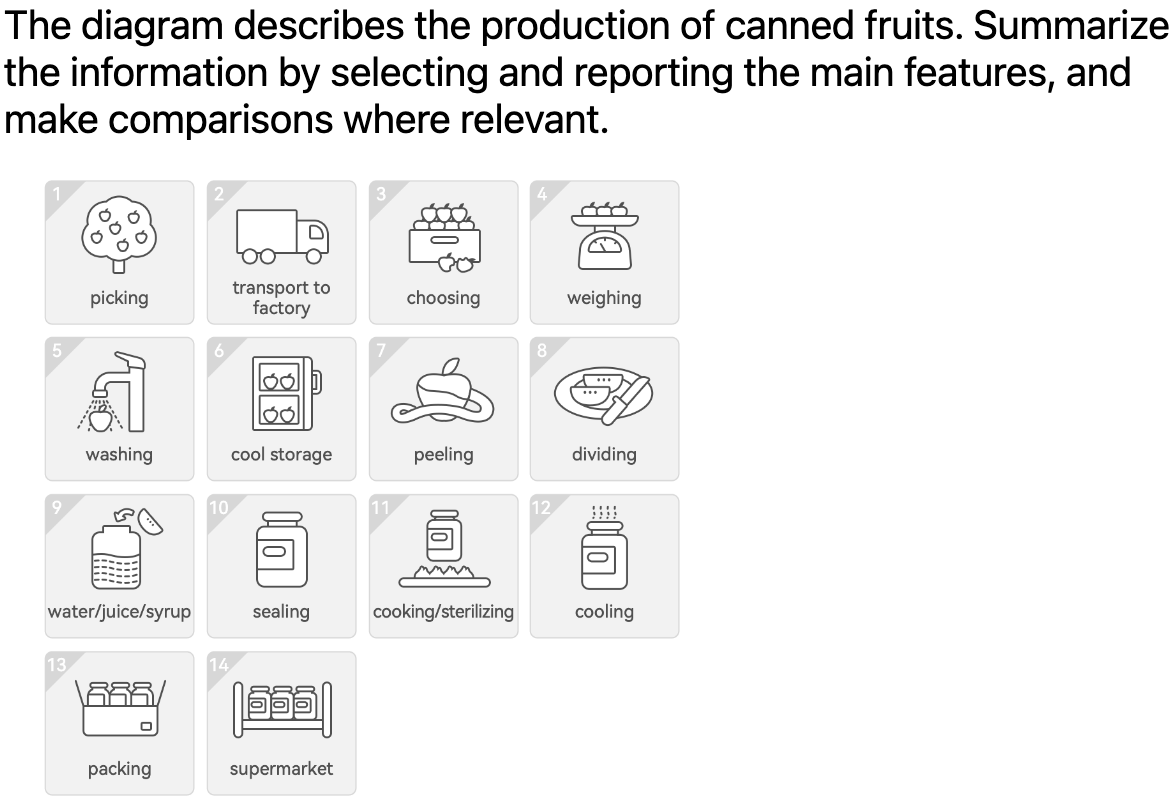 The diagram describes the production of canned fruits. Summarize
the information by selecting and reporting the main features, and
make comparisons where relevant.
1
picking
2
transport to
factory
3
choosing
4
weighing
5
washing
6
cool storage
7
peeling
8
dividing
9
water/juice/syrup
10
sealing
11
cooking/sterilizing
12
cooling
13
packing
14
supermarket